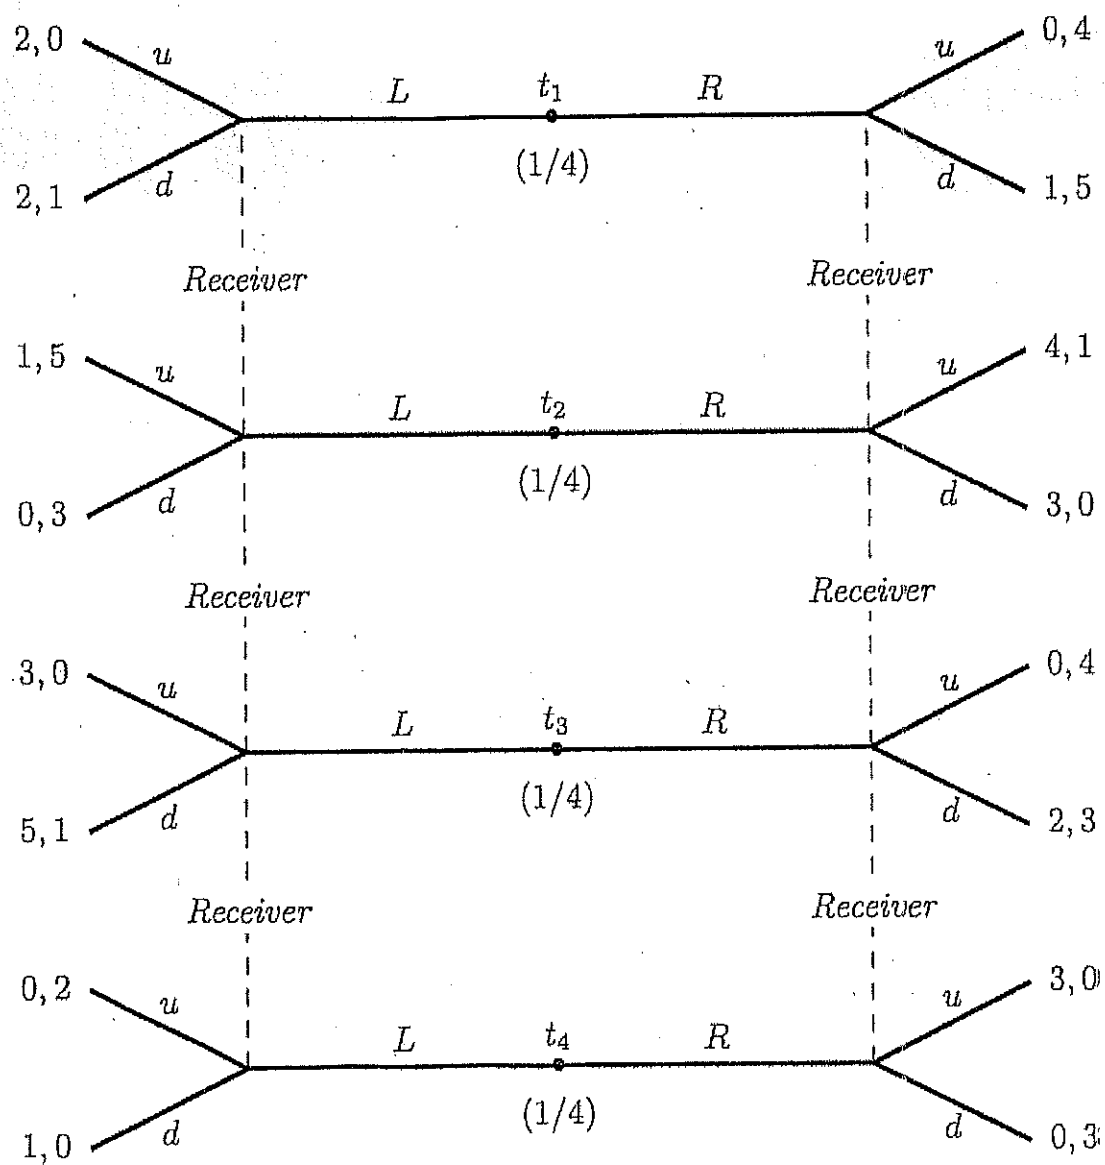 2,0 u L t₁ R u 0,4
(1/4)
2,1 d d 1,5
Receiver Receiver
1,5 u L t₂ R u 4,1
(1/4)
0,3 d d 3,0
Receiver Receiver
3,0 u L t₃ R u 0,4
(1/4)
5,1 d d 2,3
Receiver Receiver
0,2 u L t₄ R u 3,0
(1/4)
1,0 d d 0,3